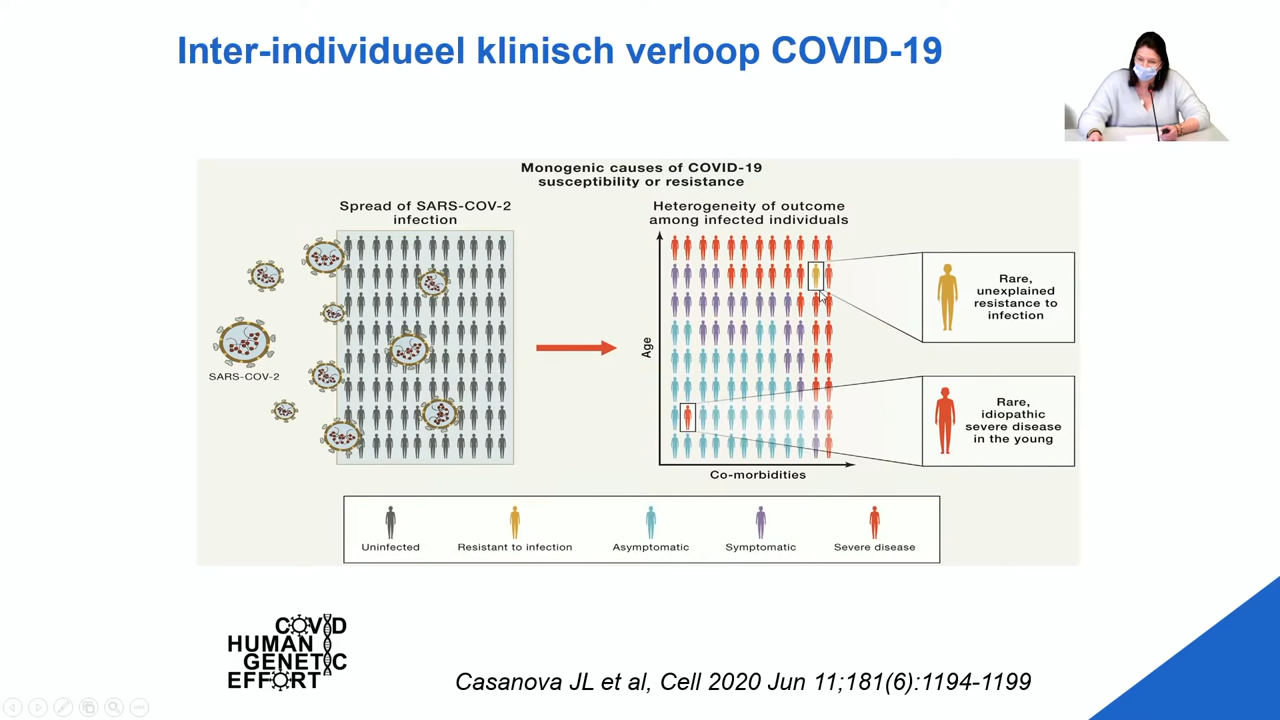 Inter-individueel klinisch verloop COVID-19
Monogenic causes of COVID-19
susceptibility or resistance
Spread of SARS-COV-2
infection
Heterogeneity of outcome
among infected individuals
SARS-COV-2
Age
Co-morbidities
Rare,
unexplained
resistance to
infection
Rare,
idiopathic
severe disease
in the young
Uninfected
Resistant to infection
Asymptomatic
Symptomatic
Severe disease
COVID
HUMAN
GENETIC
EFFORT
Casanova JL et al, Cell 2020 Jun 11;181(6):1194-1199